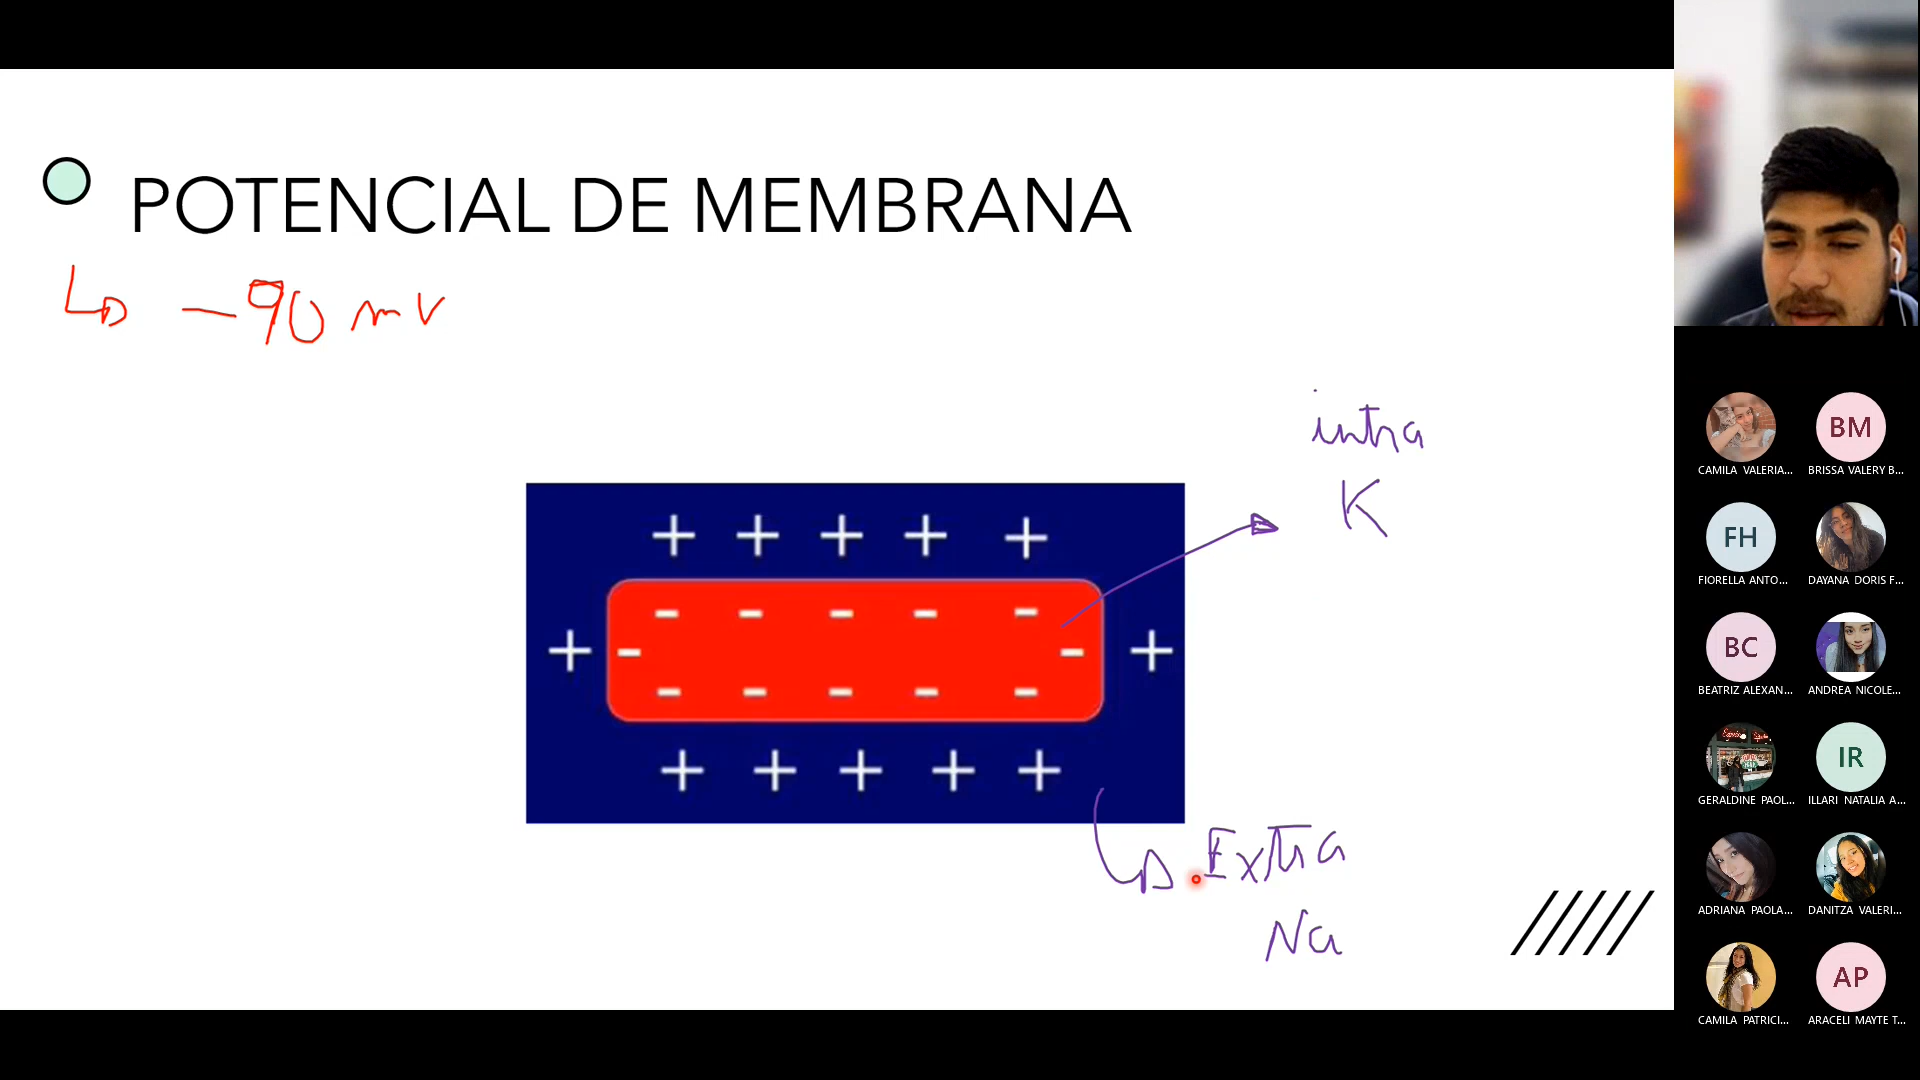 POTENCIAL DE MEMBRANA
-90 mV
intra
K
+ + + + +
- - - - -
+ - - +
- - - - -
+ + + + +
Extra
Na
CAMILA VALERIA...
BM
BRISSA VALERY B...
FH
FIORELLA ANTO...
DAYANA DORIS F...
BC
BEATRIZ ALEXAN...
ANDREA NICOLE...
GERALDINE PAOL...
IR
ILLARI NATALIA A...
ADRIANA PAOLA...
DANITZA VALERI...
CAMILA PATRICI...
AP
ARACELI MAYTE T...